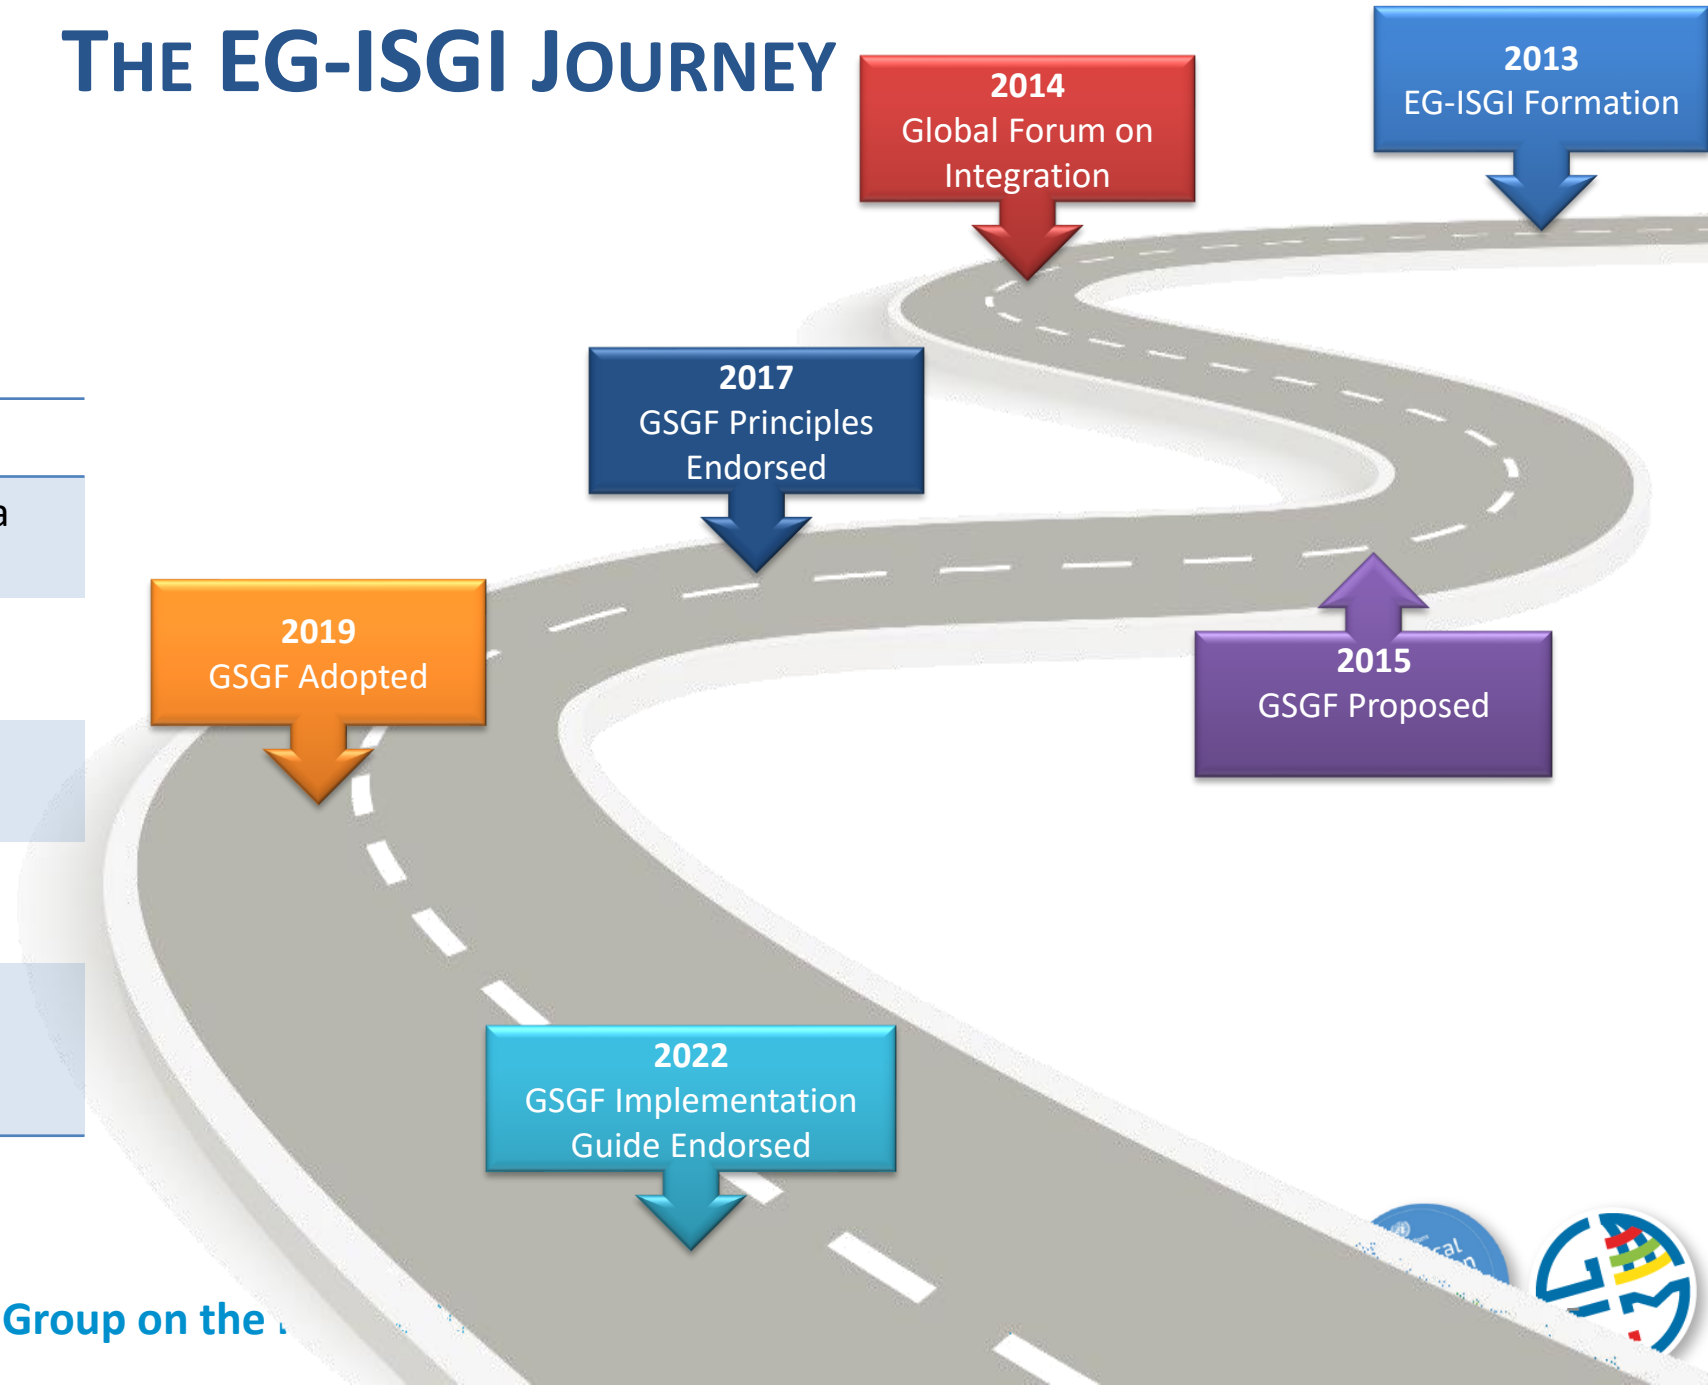 THE EG-ISGI JOURNEY
2013
EG-ISGI Formation
2014
Global Forum on
Integration
2017
GSGF Principles
Endorsed
a
2015
GSGF Proposed
2019
GSGF Adopted
2022
GSGF Implementation
Guide Endorsed
Group on the